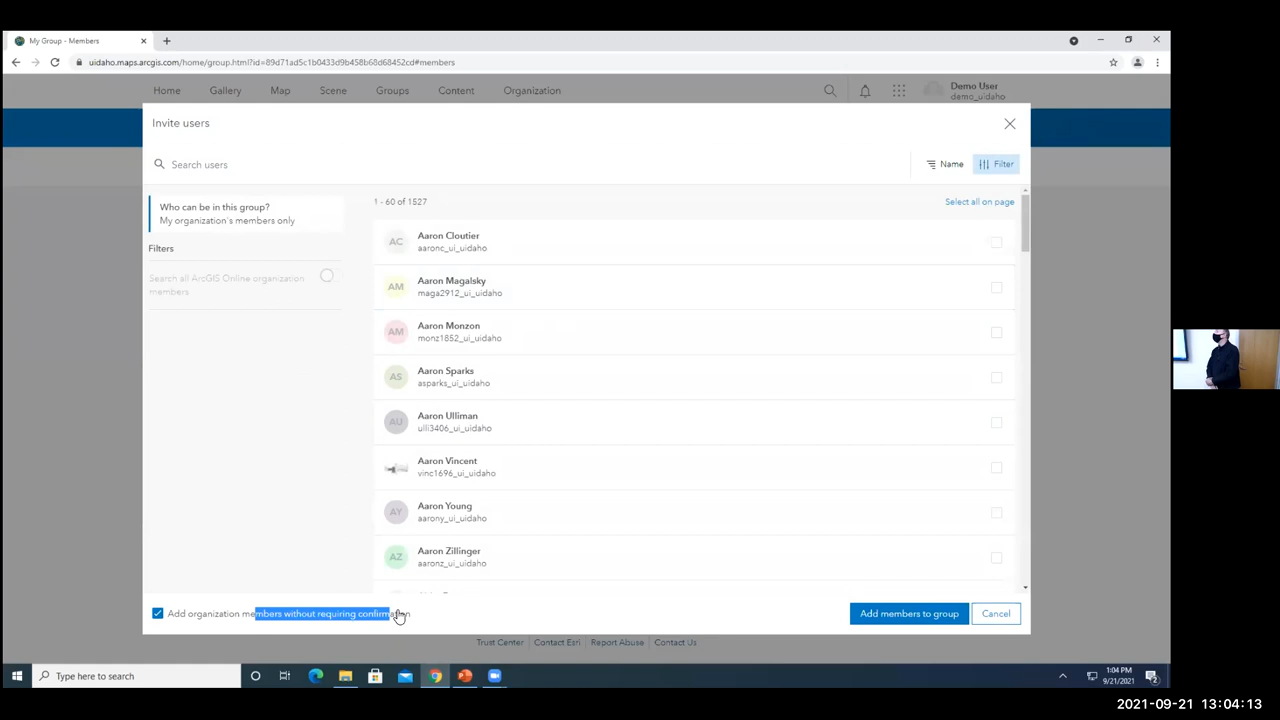 My Group - Members
uidaho.maps.arcgis.com/home/group.html?id=89d71ad5c1b0433d9b458b68d68452cd#members
Home
Gallery
Map
Scene
Groups
Content
Organization
Demo User
demo_uidaho
Invite users
Search users
Name
Filter
Who can be in this group?
My organization's members only
Filters
Search all ArcGIS Online organization
members
1 - 60 of 1527
Select all on page
AC
Aaron Cloutier
aaronc_ui_uidaho
AM
Aaron Magalsky
maga2912_ui_uidaho
AM
Aaron Monzon
monz1852_ui_uidaho
AS
Aaron Sparks
asparks_ui_uidaho
AU
Aaron Ulliman
ulli3406_ui_uidaho
Aaron Vincent
vinc1696_ui_uidaho
AY
Aaron Young
aarony_ui_uidaho
AZ
Aaron Zillinger
aaronz_ui_uidaho
Add organization members without requiring confirmation
Add members to group
Cancel
Trust Center
Contact Esri
Report Abuse
Contact Us
Type here to search
1:04 PM
9/21/2021
2
2021-09-21 13:04:13